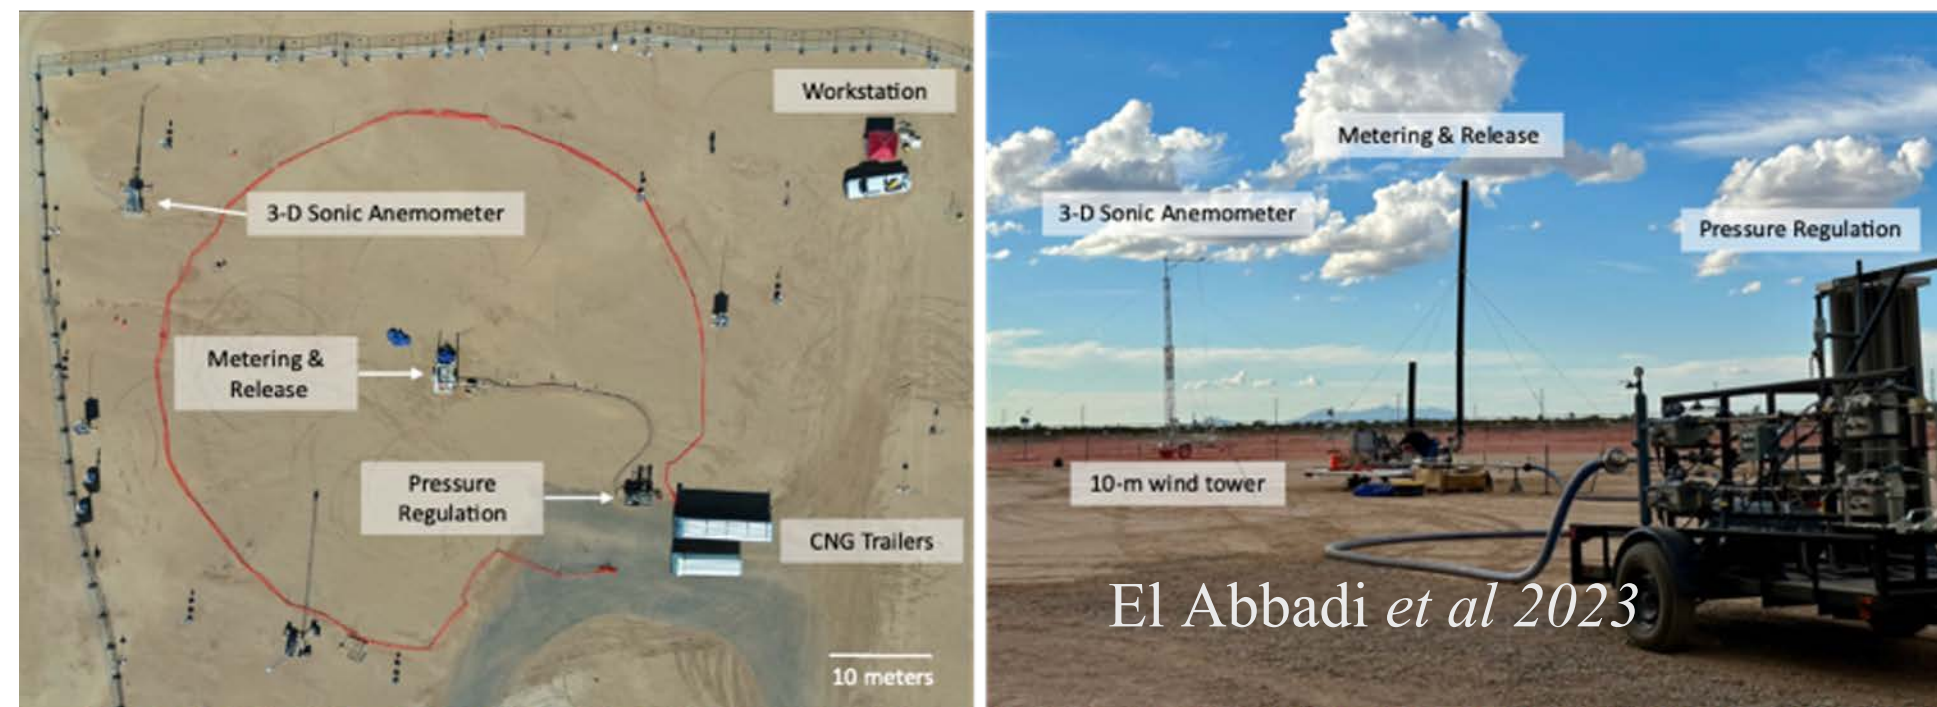 Workstation
3-D Sonic Anemometer
Metering &
Release
Pressure
Regulation
CNG Trailers
10 meters
Metering & Release
3-D Sonic Anemometer
Pressure Regulation
10-m wind tower
El Abbadi et al 2023